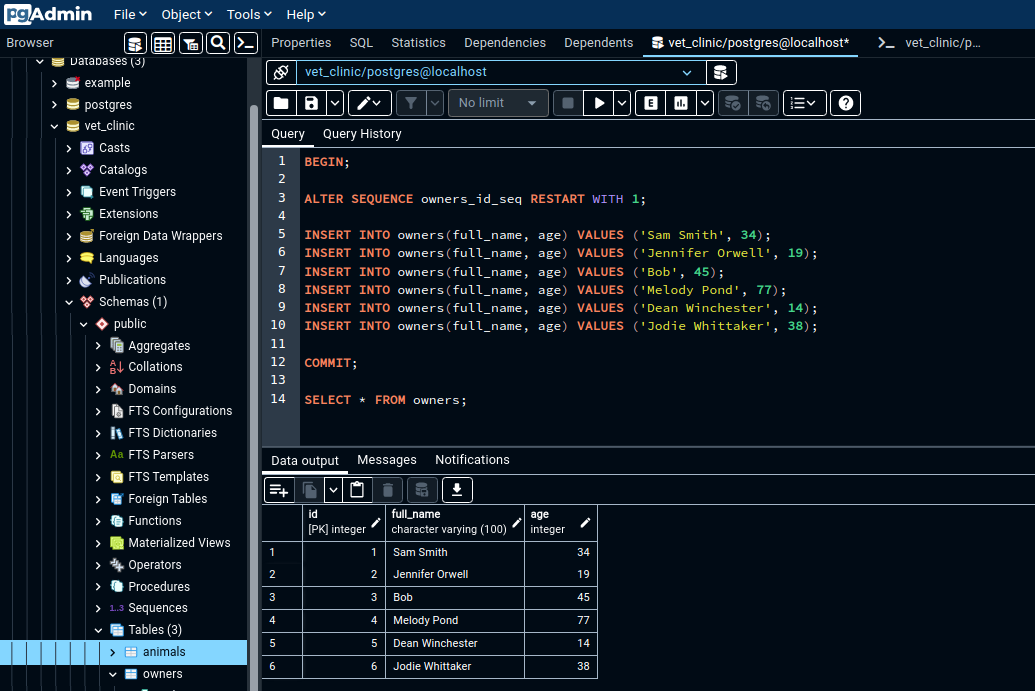 pgAdmin
File Object Tools Help
Browser
Properties SQL Statistics Dependencies Dependents vet_clinic/postgres@localhost* vet_clinic/p...
Databases (3)
example
postgres
vet_clinic
Casts
Catalogs
Event Triggers
Extensions
Foreign Data Wrappers
Languages
Publications
Schemas (1)
public
Aggregates
Collations
Domains
FTS Configurations
FTS Dictionaries
Aa FTS Parsers
FTS Templates
Foreign Tables
Functions
Materialized Views
Operators
Procedures
1..3 Sequences
Tables (3)
animals
owners
vet_clinic/postgres@localhost
No limit E
Query Query History
1 BEGIN;
2
3 ALTER SEQUENCE owners_id_seq RESTART WITH 1;
4
5 INSERT INTO owners(full_name, age) VALUES ('Sam Smith', 34);
6 INSERT INTO owners(full_name, age) VALUES ('Jennifer Orwell', 19);
7 INSERT INTO owners(full_name, age) VALUES ('Bob', 45);
8 INSERT INTO owners(full_name, age) VALUES ('Melody Pond', 77);
9 INSERT INTO owners(full_name, age) VALUES ('Dean Winchester', 14);
10 INSERT INTO owners(full_name, age) VALUES ('Jodie Whittaker', 38);
11
12 COMMIT;
13
14 SELECT * FROM owners;
Data output Messages Notifications
id full_name age
[PK] integer character varying (100) integer
1 1 Sam Smith 34
2 2 Jennifer Orwell 19
3 3 Bob 45
4 4 Melody Pond 77
5 5 Dean Winchester 14
6 6 Jodie Whittaker 38